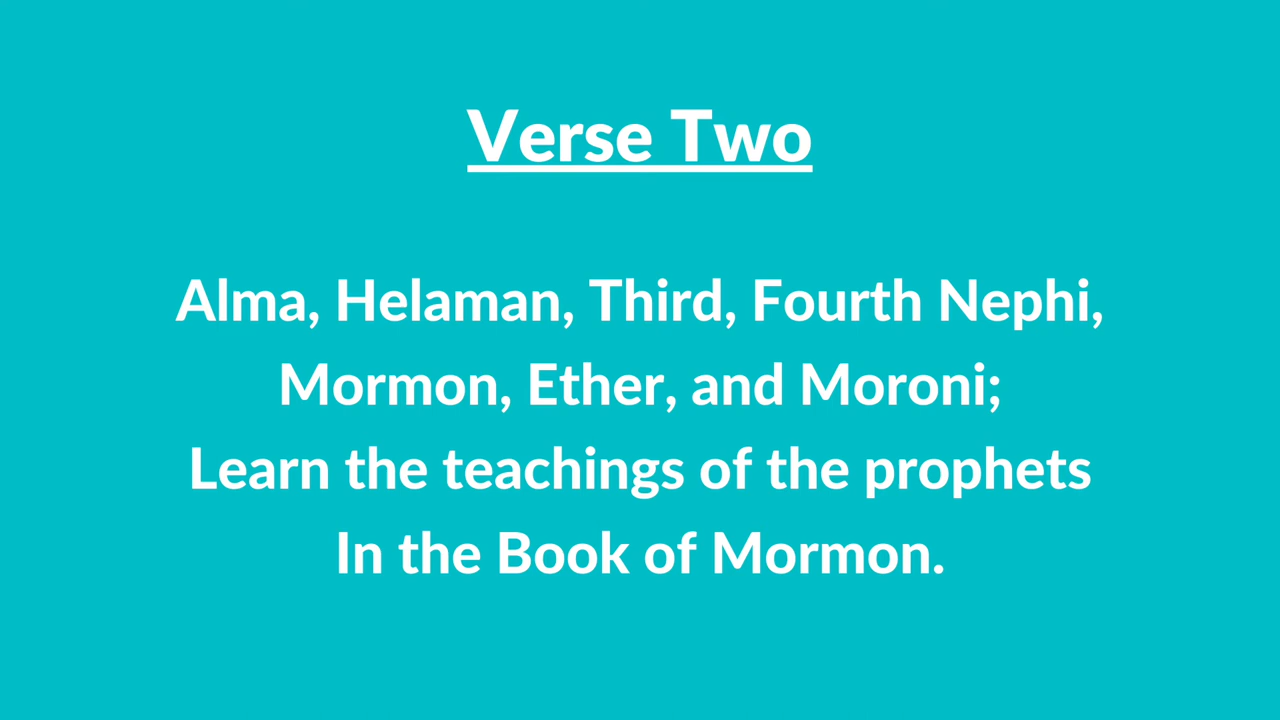 Verse Two
Alma, Helaman, Third, Fourth Nephi,
Mormon, Ether, and Moroni;
Learn the teachings of the prophets
In the Book of Mormon.